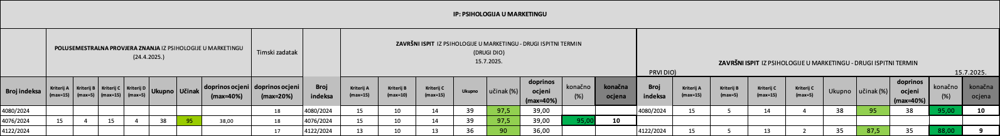 IP: PSIHOLOGIJA U MARKETINGU
POLUSEMESTRALNA PROVJERA ZNANJA IZ PSIHOLOGIJE U MARKETINGU
(24.4.2025.)
Timski zadatak
ZAVRŠNI ISPIT IZ PSIHOLOGIJE U MARKETINGU - DRUGI ISPITNI TERMIN
(DRUGI DIO)
15.7.2025.
ZAVRŠNI ISPIT IZ PSIHOLOGIJE U MARKETINGU - DRUGI ISPITNI TERMIN
PRVI DIO) 15.7.2025.
Broj indeksa Kriterij A (max=15) Kriterij B (max=5) Kriterij C (max=15) Kriterij D (max=5) Ukupno Učinak doprinos ocjeni (max=40%) doprinos ocjeni (max=20%) Broj indeksa Kriterij A (max=15) Kriterij B (max=10) Kriterij C (max=15) Ukupno učinak (%) doprinos ocjeni (max=40%) konačno (%) konačna ocjena Broj indeksa Kriterij A (max=15) Kriterij B (max=5) Kriterij C (max=15) Kriterij C (max=5) Ukupno učinak (%) doprinos ocjeni (max=40%) konačno (%) konačna ocjena
4080/2024 18 4080/2024 15 10 14 39 97,5 39,00 4080/2024 15 5 14 4 38 95 38 95,00 10
4076/2024 15 4 15 4 38 95 38,00 18 4076/2024 15 10 14 39 97,5 39,00 95,00 10
4122/2024 17 4122/2024 13 10 13 36 90 36,00 4122/2024 15 5 13 2 35 87,5 35 88,00 9